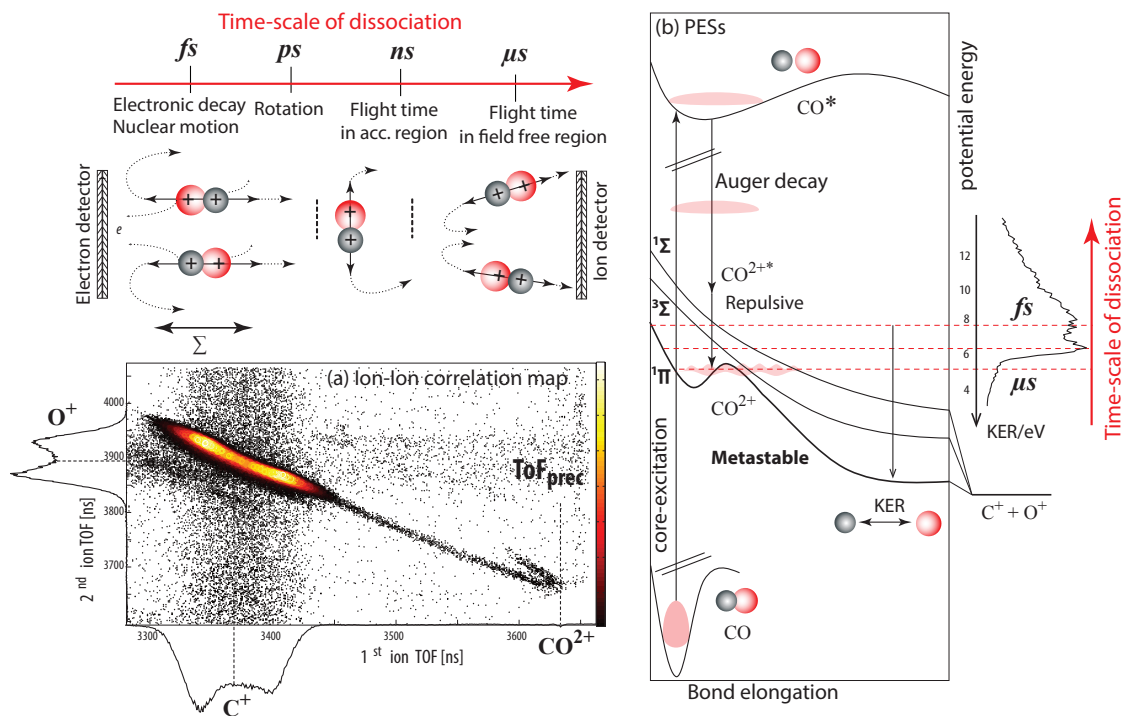 Time-scale of dissociation
fs
ps
ns
μs
Electronic decay
Nuclear motion
Rotation
Flight time
in acc. region
Flight time
in field free region
Electron detector
e
Ion detector
Σ
(a) Ion-Ion correlation map
O⁺
4000
3900
3800
3700
2ⁿᵈ ion TOF [ns]
ToF_prec
3300
3400
3500
3600
1ˢᵗ ion TOF [ns]
CO²⁺
C⁺
(b) PESs
CO*
Auger decay
¹Σ
CO²⁺*
³Σ
Repulsive
¹Π
CO²⁺
Metastable
core-excitation
KER
CO
C⁺ + O⁺
Bond elongation
potential energy
12
10
8
6
4
KER/eV
fs
μs
Time-scale of dissociation